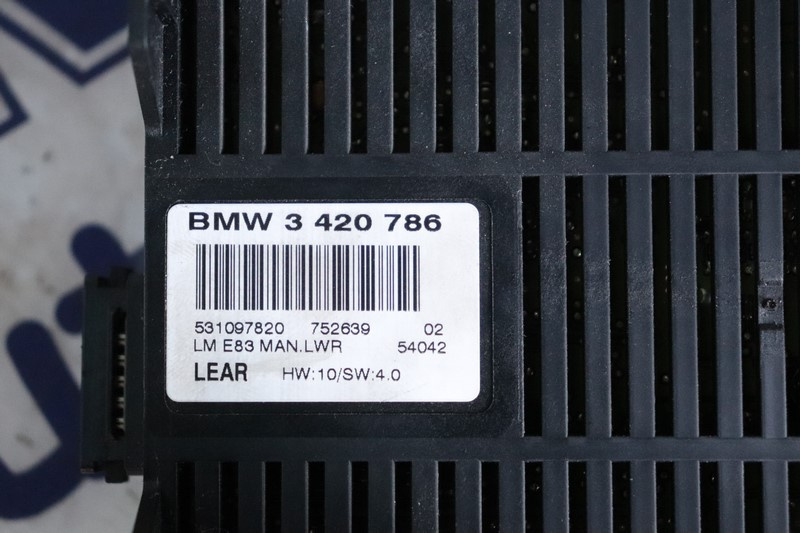 BMW 3 420 786
531097820 752639 02
LM E83 MAN.LWR 54042
LEAR HW:10/SW:4.0